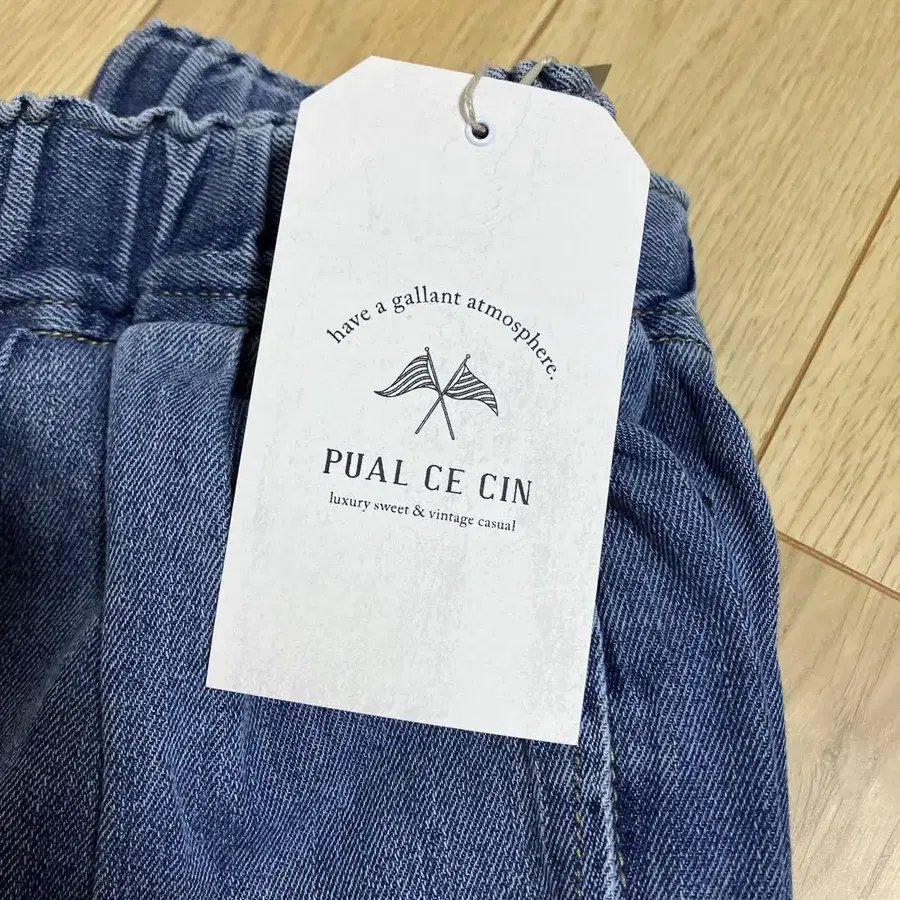 have a gallant atmosphere.
PUAL CE CIN
luxury sweet & vintage casual